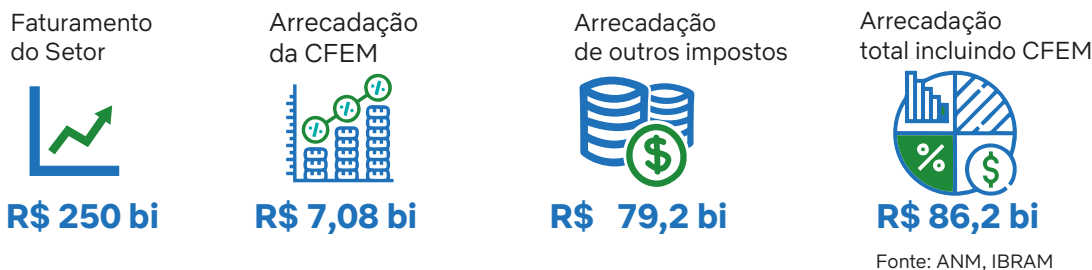 Faturamento
do Setor
R$ 250 bi
Arrecadação
da CFEM
R$ 7,08 bi
Arrecadação
de outros impostos
$
R$ 79,2 bi
Arrecadação
total incluindo CFEM
%
$
R$ 86,2 bi
Fonte: ANM, IBRAM